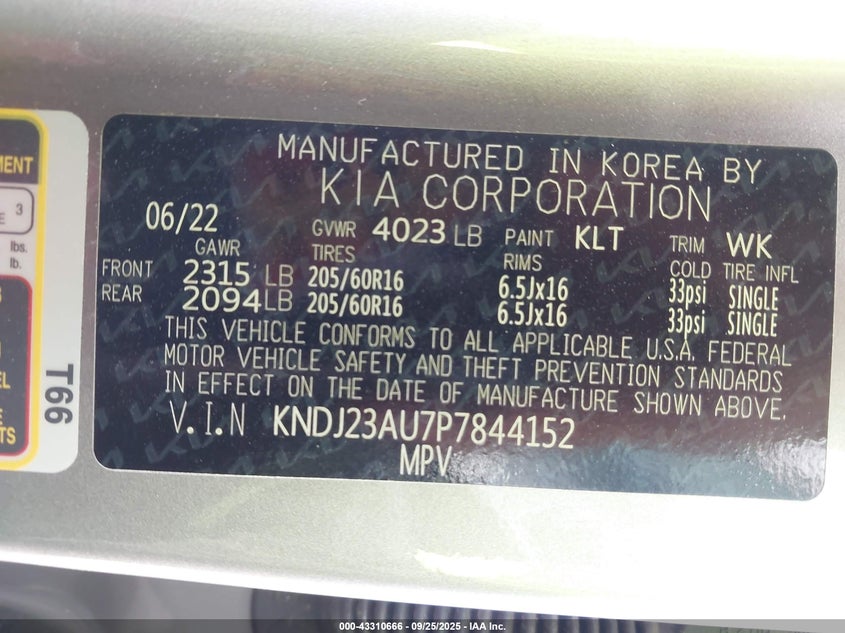 MANUFACTURED IN KOREA BY
KIA CORPORATION
06/22 GVWR 4023 LB PAINT KLT TRIM WK
GAWR TIRES RIMS COLD TIRE INFL
FRONT 2315 LB 205/60R16 6.5Jx16 33psi SINGLE
REAR 2094 LB 205/60R16 6.5Jx16 33psi SINGLE
THIS VEHICLE CONFORMS TO ALL APPLICABLE U.S.A. FEDERAL
MOTOR VEHICLE SAFETY AND THEFT PREVENTION STANDARDS
IN EFFECT ON THE DATE OF MANUFACTURE SHOWN ABOVE.
V.I.N KNDJ23AU7P7844152
MPV
3
lbs.
lb.
T66
000-43310666 - 09/25/2025 - IAA, Inc.